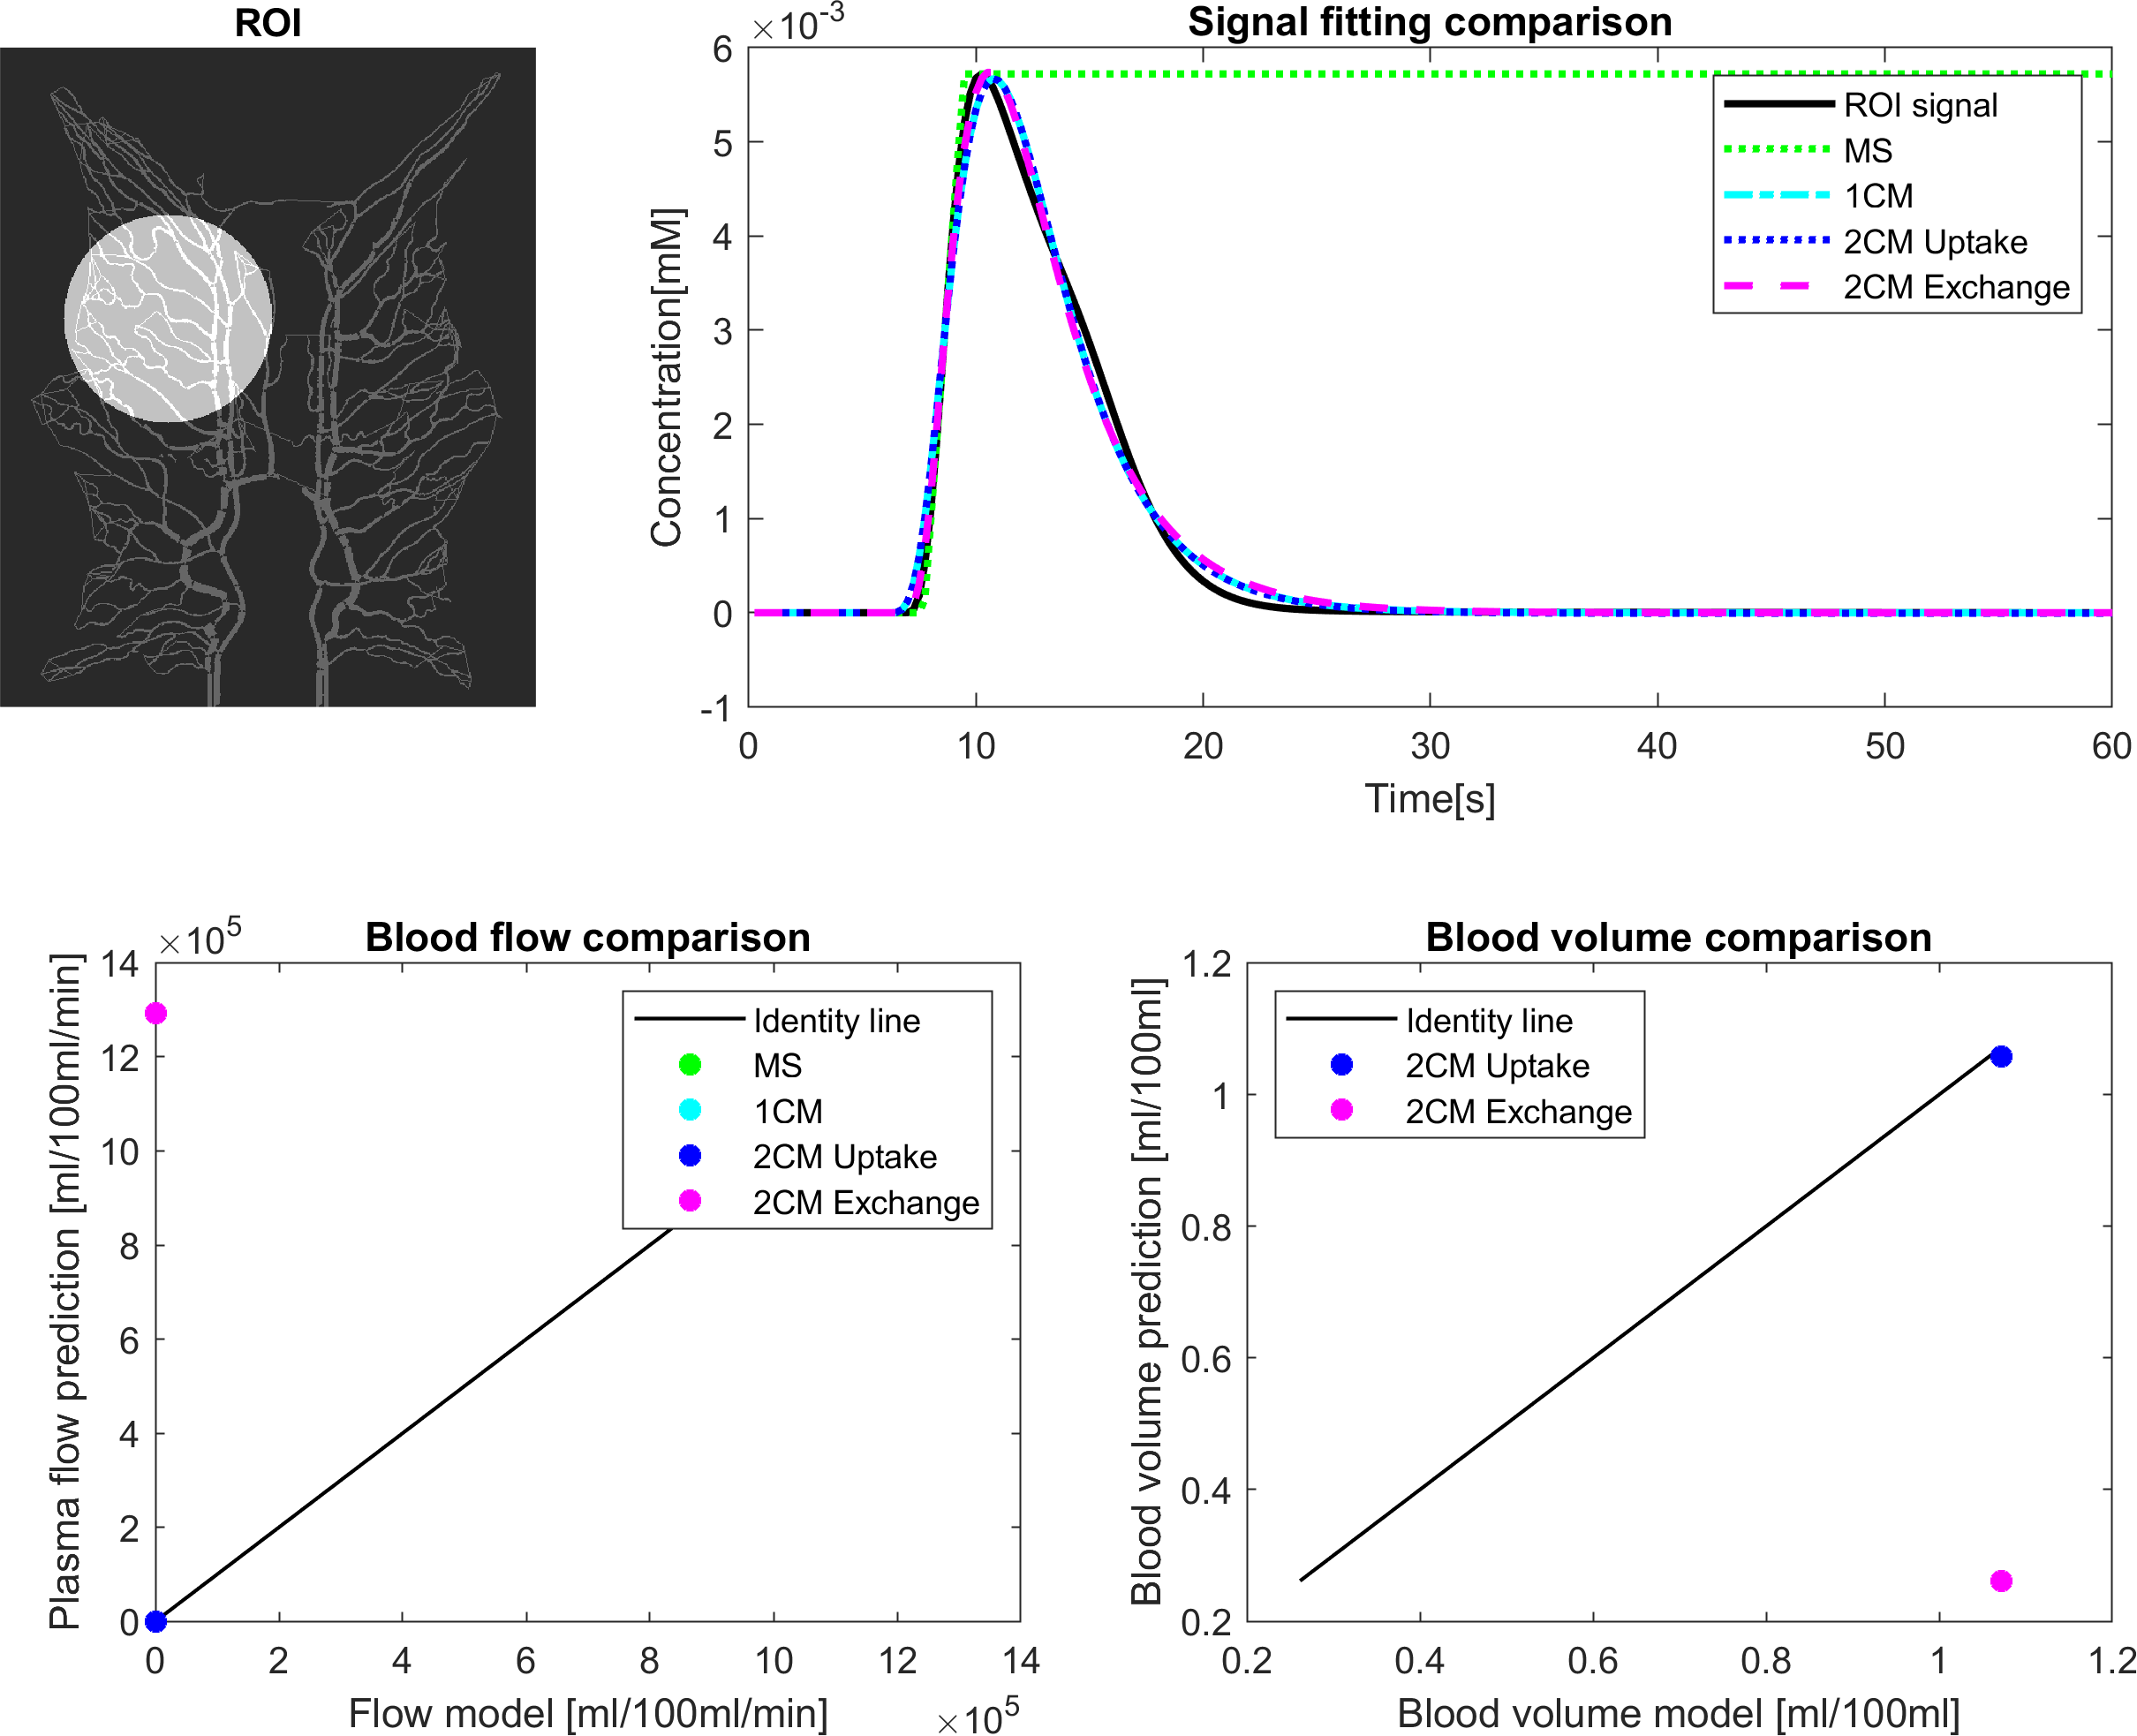 ROI
Signal fitting comparison
×10-3
6
5
4
3
2
1
0
-1
Concentration[mM]
0 10 20 30 40 50 60
Time[s]
ROI signal
MS
1CM
2CM Uptake
2CM Exchange
Blood flow comparison
×105
14
12
10
8
6
4
2
0
Plasma flow prediction [ml/100ml/min]
0 2 4 6 8 10 12 14
Flow model [ml/100ml/min]
×105
Identity line
MS
1CM
2CM Uptake
2CM Exchange
Blood volume comparison
1.2
1
0.8
0.6
0.4
0.2
Blood volume prediction [ml/100ml]
0.2 0.4 0.6 0.8 1 1.2
Blood volume model [ml/100ml]
Identity line
2CM Uptake
2CM Exchange